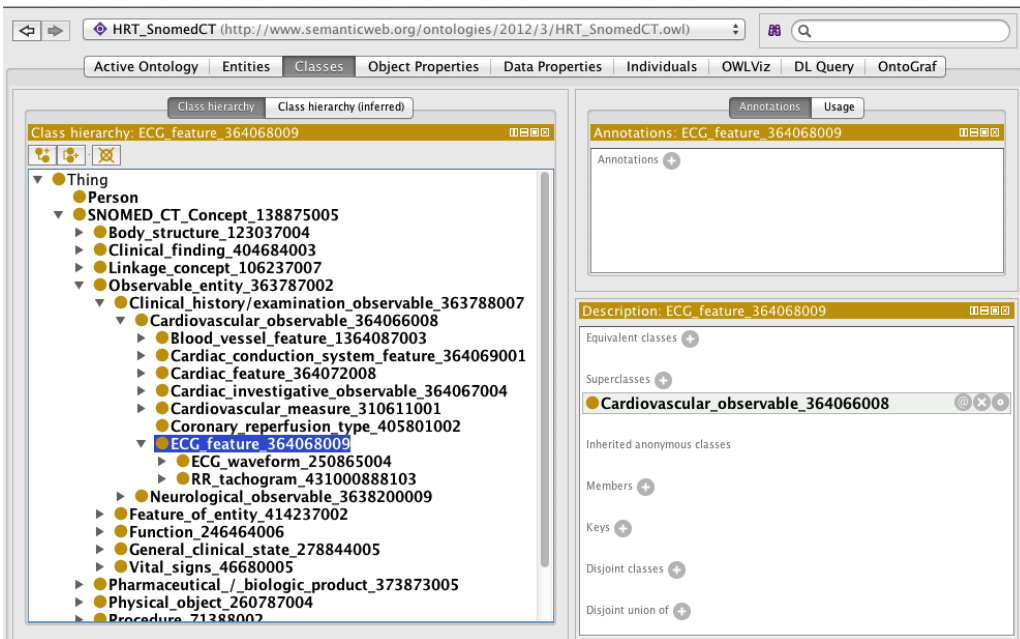 HRT_SnomedCT (http://www.semanticweb.org/ontologies/2012/3/HRT_SnomedCT.owl)
Active Ontology Entities Classes Object Properties Data Properties Individuals OWLViz DL Query OntoGraf
Class hierarchy Class hierarchy (inferred)
Class hierarchy: ECG_feature_364068009
Thing
Person
SNOMED_CT_Concept_138875005
Body_structure_123037004
Clinical_finding_404684003
Linkage_concept_106237007
Observable_entity_363787002
Clinical_history/examination_observable_363788007
Cardiovascular_observable_364066008
Blood_vessel_feature_1364087003
Cardiac_conduction_system_feature_364069001
Cardiac_feature_364072008
Cardiac_investigative_observable_364067004
Cardiovascular_measure_310611001
Coronary_reperfusion_type_405801002
ECG_feature_364068009
ECG_waveform_250865004
RR_tachogram_431000888103
Neurological_observable_3638200009
Feature_of_entity_414237002
Function_246464006
General_clinical_state_278844005
Vital_signs_46680005
Pharmaceutical_/_biologic_product_373873005
Physical_object_260787004
Procedure_71388002
Annotations Usage
Annotations: ECG_feature_364068009
Annotations
Description: ECG_feature_364068009
Equivalent classes
Superclasses
Cardiovascular_observable_364066008
Inherited anonymous classes
Members
Keys
Disjoint classes
Disjoint union of